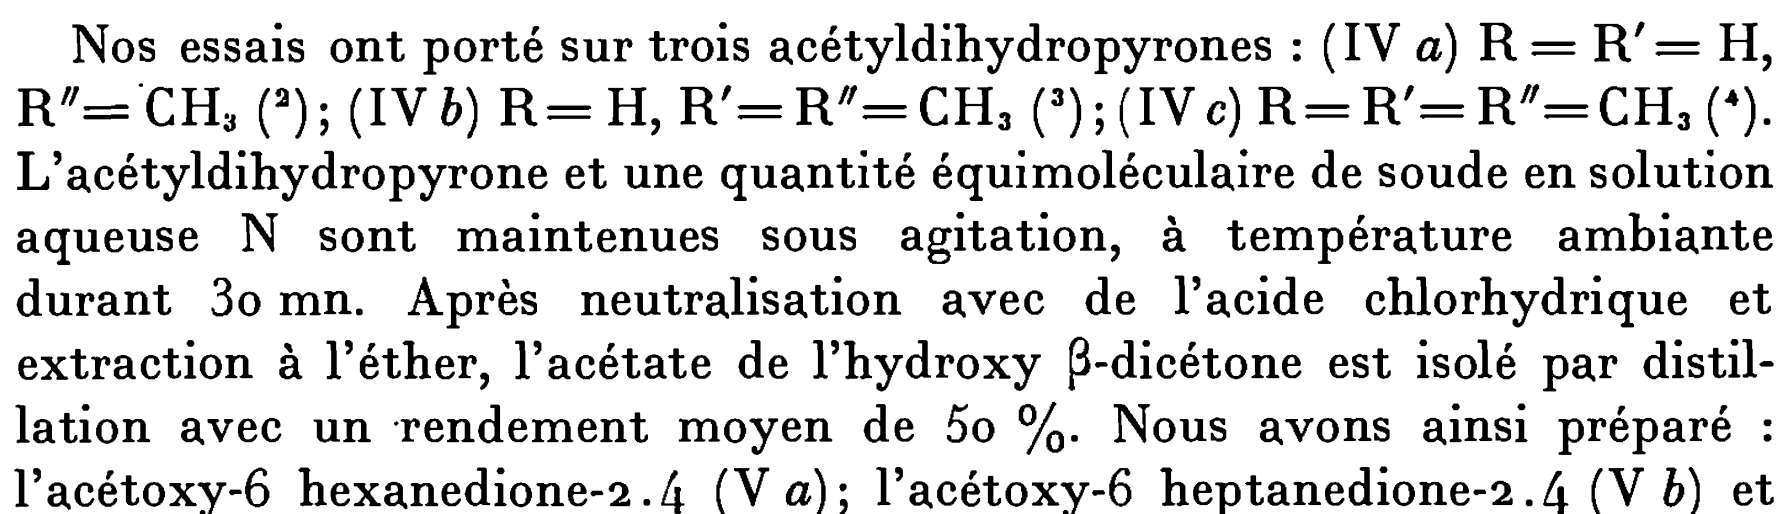 Nos essais ont porté sur trois acétyldihydropyrones : (IV a) R = R′ = H,
R″ = CH₃ (²); (IV b) R = H, R′ = R″ = CH₃ (³); (IV c) R = R′ = R″ = CH₃ (⁴).
L'acétyldihydropyrone et une quantité équimoléculaire de soude en solution
aqueuse N sont maintenues sous agitation, à température ambiante
durant 30 mn. Après neutralisation avec de l'acide chlorhydrique et
extraction à l'éther, l'acétate de l'hydroxy β-dicétone est isolé par distil-
lation avec un rendement moyen de 50 %. Nous avons ainsi préparé :
l'acétoxy-6 hexanedione-2.4 (V a); l'acétoxy-6 heptanedione-2.4 (V b) et